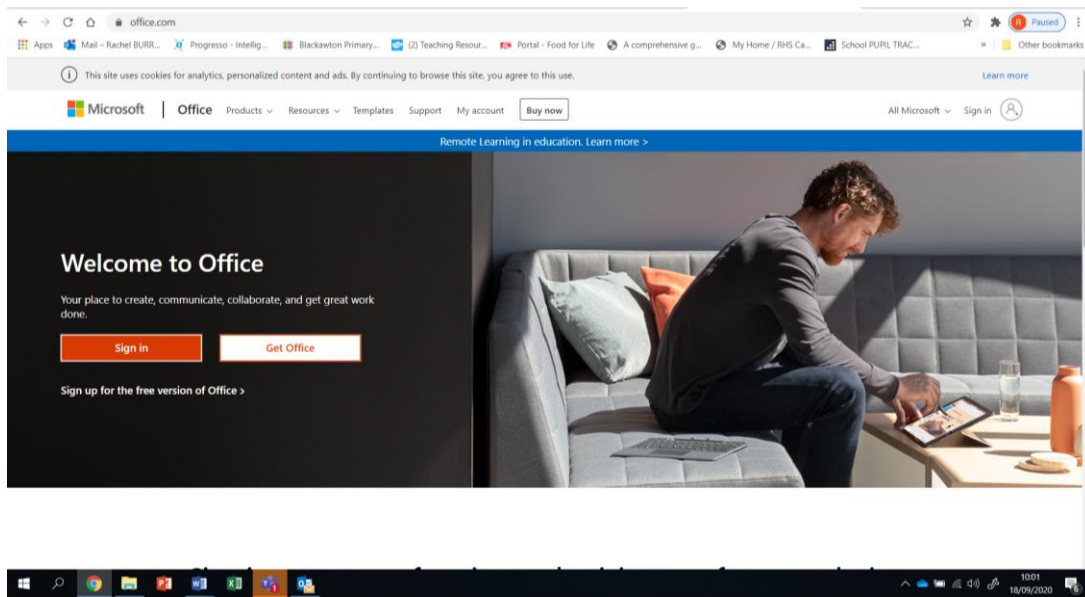 office.com
Paused
Apps
Mail – Rachel BURR...
Progresso - Intellig...
Blackawton Primary...
(2) Teaching Resour...
Portal - Food for Life
A comprehensive g...
My Home / RHS Ca...
School PUPIL TRAC...
»
Other bookmarks
This site uses cookies for analytics, personalized content and ads. By continuing to browse this site, you agree to this use.
Learn more
Microsoft | Office
Products
Resources
Templates
Support
My account
Buy now
All Microsoft
Sign in
Remote Learning in education. Learn more >
Welcome to Office
Your place to create, communicate, collaborate, and get great work
done.
Sign in
Get Office
Sign up for the free version of Office >
10:01
18/09/2020